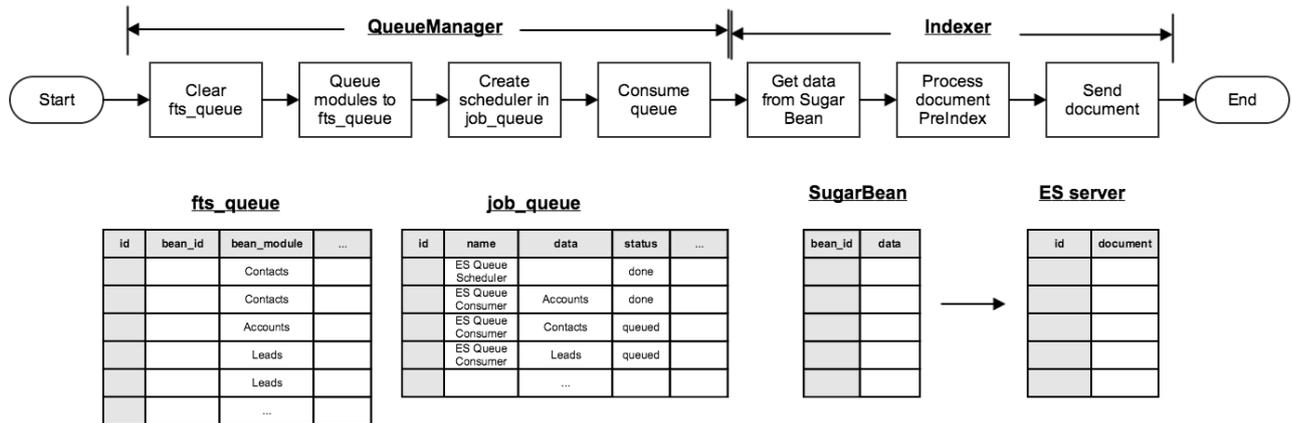 QueueManager
Indexer
Start
Clear
fts_queue
Queue
modules to
fts_queue
Create
scheduler in
job_queue
Consume
queue
Get data
from Sugar
Bean
Process
document
PreIndex
Send
document
End
fts_queue
id bean_id bean_module ...
Contacts
Contacts
Accounts
Leads
Leads
...
job_queue
id name data status ...
ES Queue
Scheduler
done
ES Queue
Consumer
Accounts
done
ES Queue
Consumer
Contacts
queued
ES Queue
Consumer
Leads
queued
...
SugarBean
bean_id data
ES server
id document